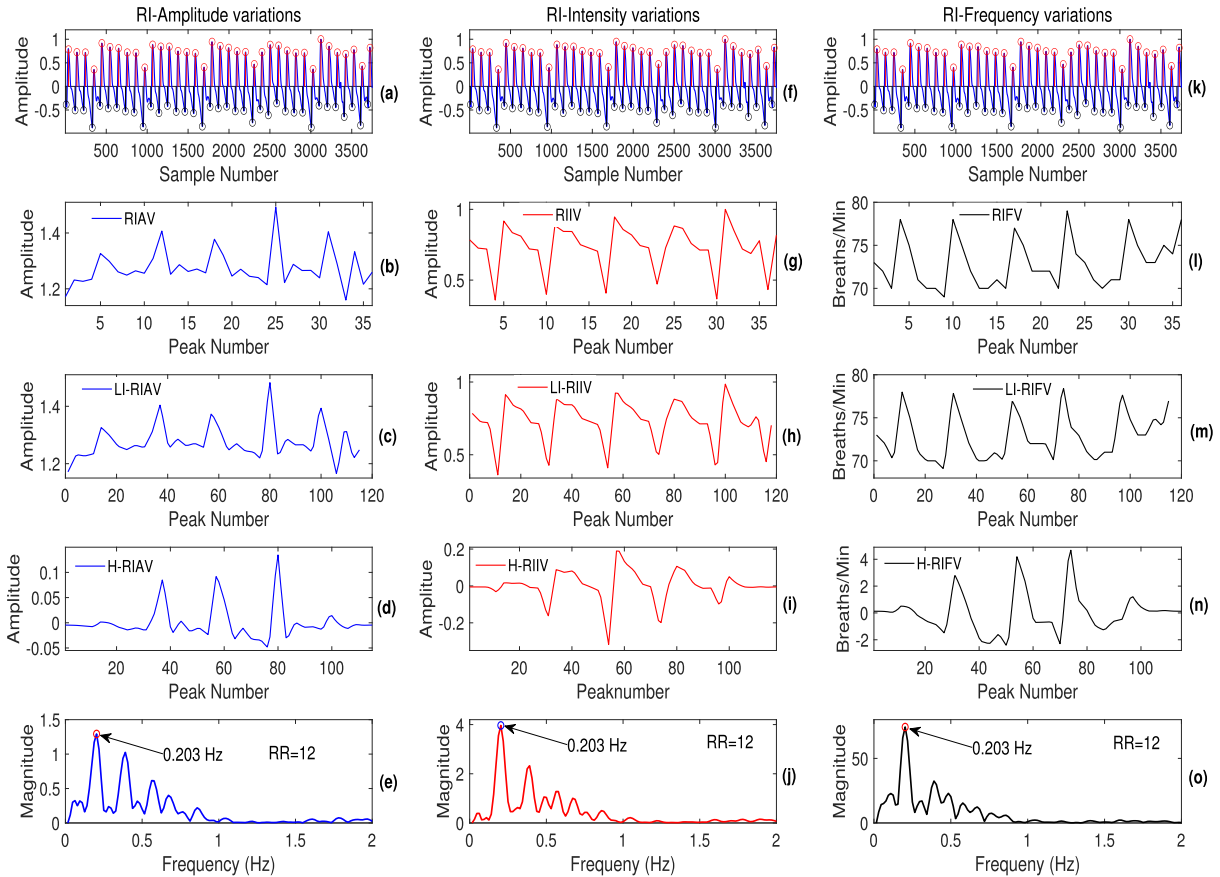 RI-Amplitude variations
RI-Intensity variations
RI-Frequency variations
Amplitude
1
0
-0.5
500 1000 1500 2000 2500 3000 3500
Sample Number
(a)
Amplitude
1
0
-0.5
500 1000 1500 2000 2500 3000 3500
Sample Number
(f)
Amplitude
1
0
-0.5
500 1000 1500 2000 2500 3000 3500
Sample Number
(k)
Amplitude
1.4
1.2
RIAV
5 10 15 20 25 30 35
Peak Number
(b)
Amplitude
1
0.5
RIIV
5 10 15 20 25 30 35
Peak Number
(g)
Breaths/Min
80
75
70
RIFV
5 10 15 20 25 30 35
Peak Number
(l)
Amplitude
1.4
1.2
LI-RIAV
0 20 40 60 80 100 120
Peak Number
(c)
Amplitude
1
0.5
LI-RIIV
0 20 40 60 80 100 120
Peak Number
(h)
Breaths/Min
80
75
70
LI-RIFV
0 20 40 60 80 100 120
Peak Number
(m)
Amplitude
0.1
0.05
0
-0.05
H-RIAV
20 40 60 80 100
Peak Number
(d)
Amplitue
0.2
0
-0.2
H-RIIV
20 40 60 80 100
Peaknumber
(i)
Breaths/Min
4
2
0
-2
H-RIFV
20 40 60 80 100
Peak Number
(n)
Magnitude
1.5
1
0.5
0
0.203 Hz
RR=12
0 0.5 1 1.5 2
Frequency (Hz)
(e)
Magnitude
4
2
0
0.203 Hz
RR=12
0 0.5 1 1.5 2
Frequeny (Hz)
(j)
Magnitude
50
0
0.203 Hz
RR=12
0 0.5 1 1.5 2
Frequeny (Hz)
(o)